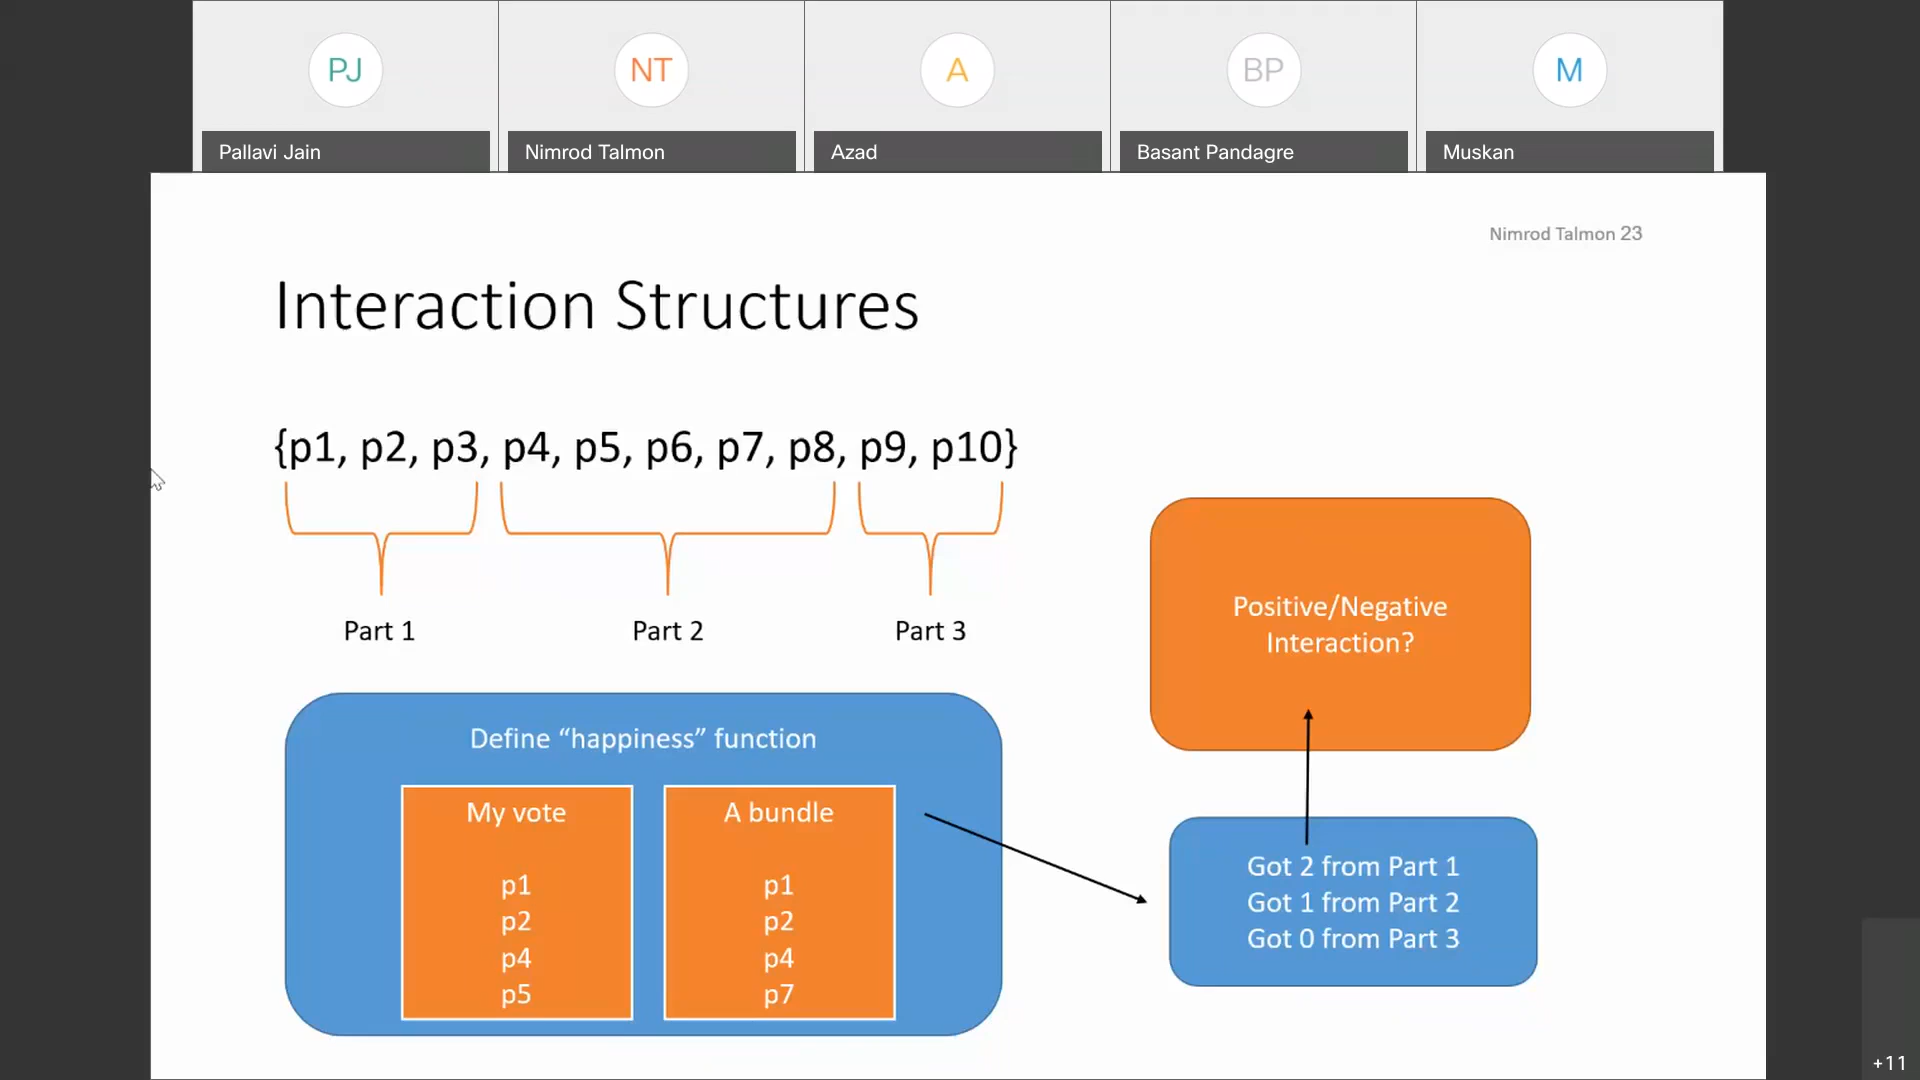 PJ
NT
A
BP
M
Pallavi Jain
Nimrod Talmon
Azad
Basant Pandagre
Muskan
Nimrod Talmon 23
Interaction Structures
{p1, p2, p3, p4, p5, p6, p7, p8, p9, p10}
Part 1
Part 2
Part 3
Define “happiness” function
My vote
p1
p2
p4
p5
A bundle
p1
p2
p4
p7
Positive/Negative
Interaction?
Got 2 from Part 1
Got 1 from Part 2
Got 0 from Part 3
+11